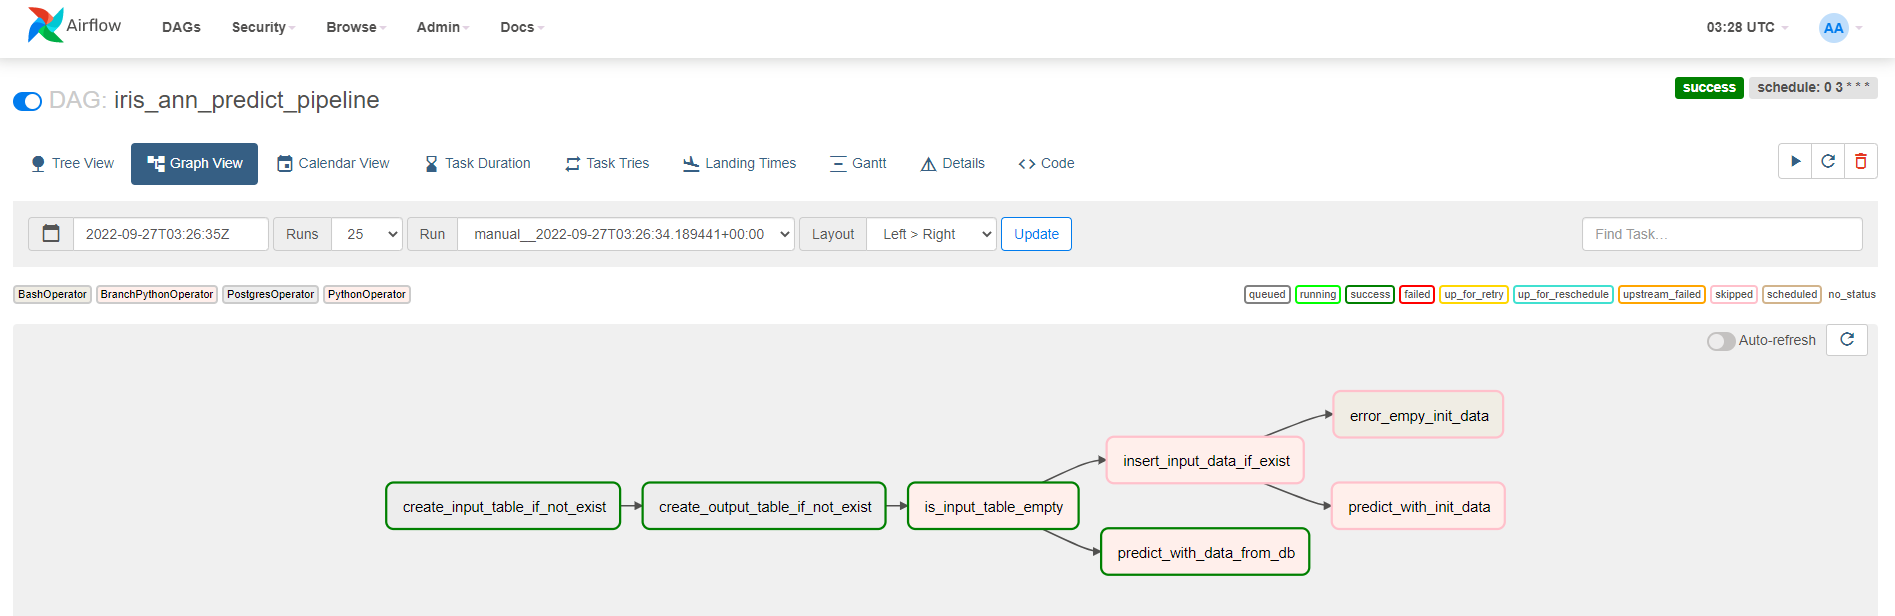 Airflow DAGs Security Browse Admin Docs 03:28 UTC AA
DAG: iris_ann_predict_pipeline success schedule: 0 3 * * *
Tree View Graph View Calendar View Task Duration Task Tries Landing Times Gantt Details Code
2022-09-27T03:26:35Z Runs 25 Run manual__2022-09-27T03:26:34.189441+00:00 Layout Left > Right Update Find Task…
BashOperator BranchPythonOperator PostgresOperator PythonOperator queued running success failed up_for_retry up_for_reschedule upstream_failed skipped scheduled no_status
Auto-refresh
error_empy_init_data
insert_input_data_if_exist
create_input_table_if_not_exist create_output_table_if_not_exist is_input_table_empty predict_with_init_data
predict_with_data_from_db